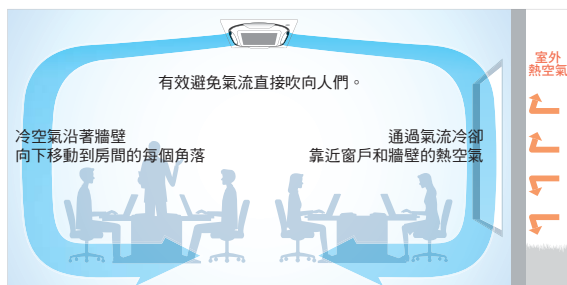 有效避免氣流直接吹向人們。
室外
熱空氣
冷空氣沿著牆壁
向下移動到房間的每個角落
通過氣流冷卻
靠近窗戶和牆壁的熱空氣